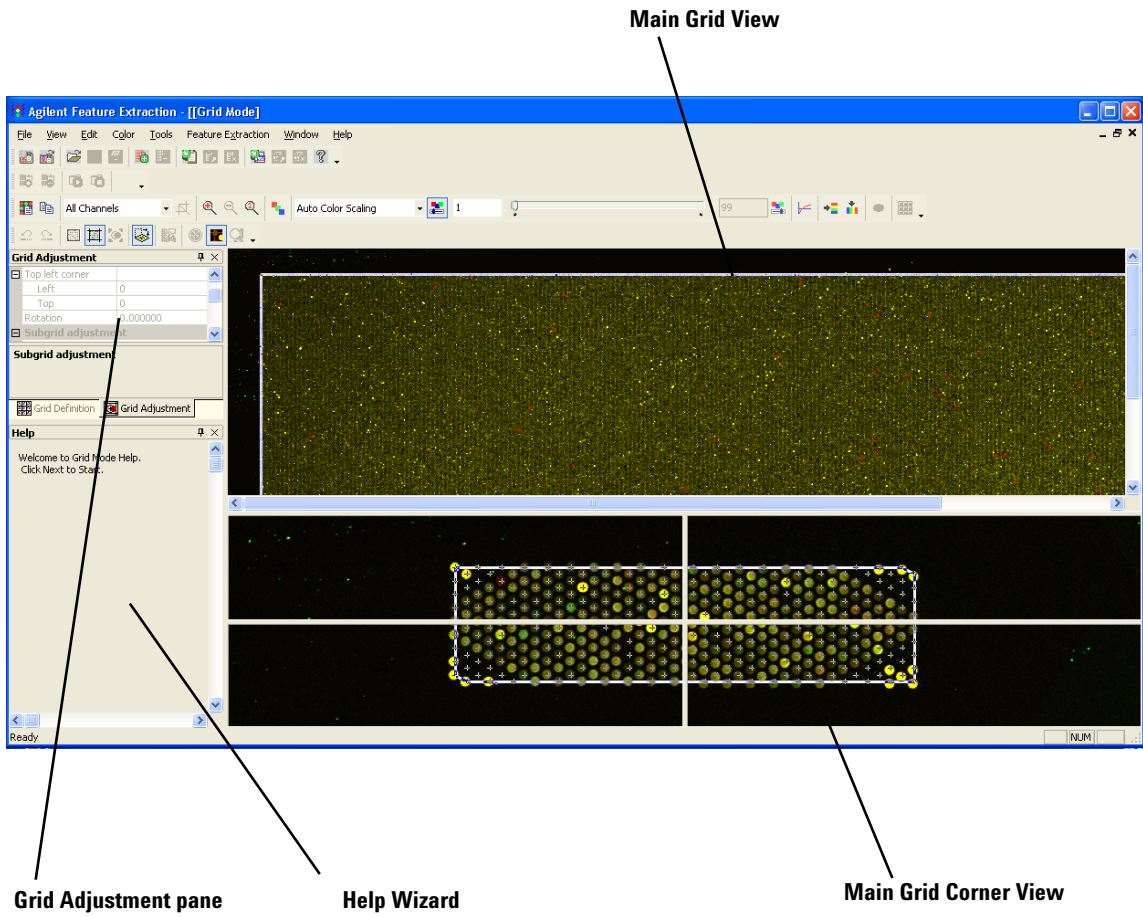 Main Grid View
Agilent Feature Extraction - [[Grid Mode]
File View Edit Color Tools Feature Extraction Window Help
All Channels
Auto Color Scaling
1
99
Grid Adjustment
Top left corner
Left 0
Top 0
Rotation 0.000000
Subgrid adjustment
Subgrid adjustment
Grid Definition Grid Adjustment
Help
Welcome to Grid Mode Help.
Click Next to Start.
Ready
NUM
Grid Adjustment pane
Help Wizard
Main Grid Corner View